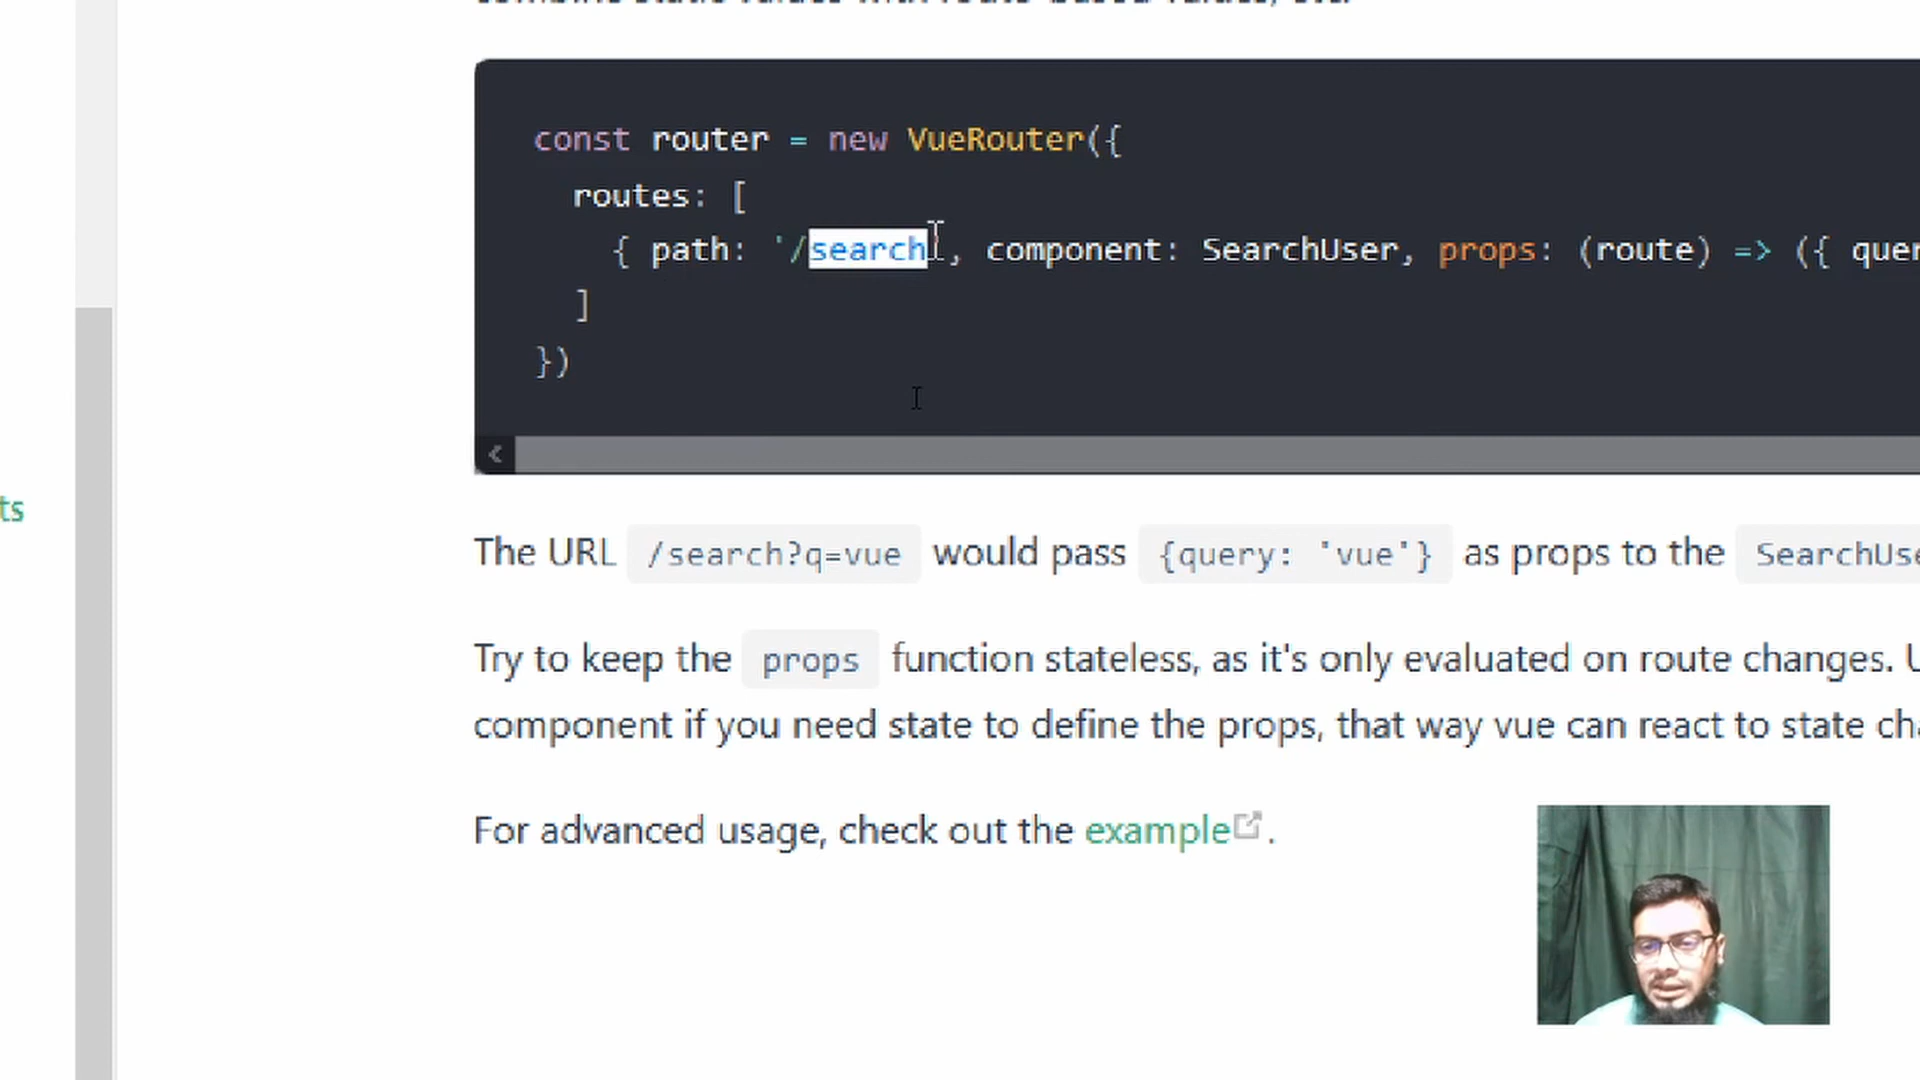 const router = new VueRouter({
routes: [
{ path: '/search', component: SearchUser, props: (route) => ({ quer
]
})
ts
The URL /search?q=vue would pass {query: 'vue'} as props to the SearchUse
Try to keep the props function stateless, as it's only evaluated on route changes. U
component if you need state to define the props, that way vue can react to state cha
For advanced usage, check out the example.